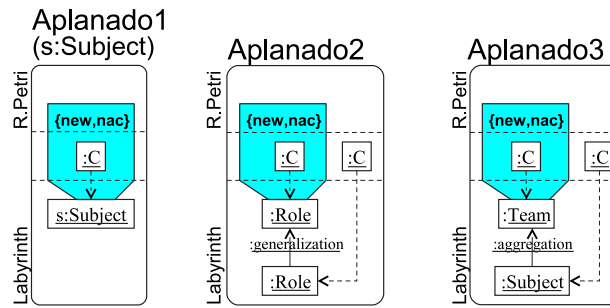 Aplanado1
(s:Subject)
R.Petri
{new,nac}
:C
s:Subject
Labyrinth
Aplanado2
R.Petri
{new,nac}
:C
:C
:Role
:generalization
:Role
Labyrinth
Aplanado3
R.Petri
{new,nac}
:C
:C
:Team
:aggregation
:Subject
Labyrinth